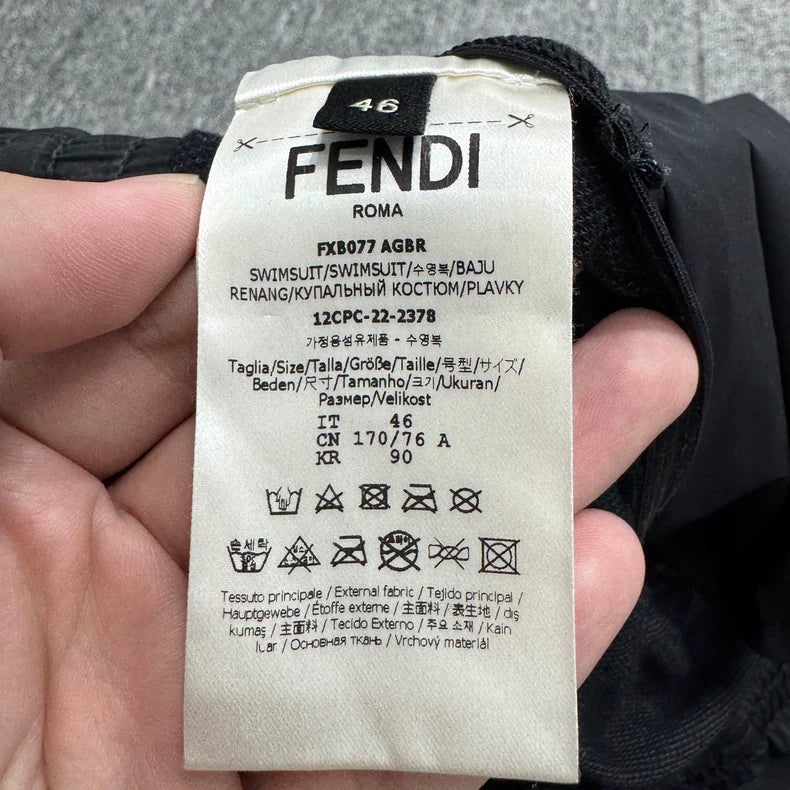 46
FENDI
ROMA
FXB077 AGBR
SWIMSUIT/SWIMSUIT/수영복/BAJU
RENANG/КУПАЛЬНЫЙ КОСТЮМ/PLAVKY
12CPC-22-2378
가정용섬유제품 - 수영복
Taglia/Size/Talla/Größe/Taille/号型/サイズ/
Beden/尺寸/Tamanho/크기/Ukuran/
Размер/Velikost
IT 46
CN 170/76 A
KR 90
손세탁
Tessuto principale / External fabric / Tejido principal /
Hauptgewebe / Étoffe externe / 主面料 / 表生地 / dış
kumaş / 主面料 / Tecido Externo / 주요 소재 / Kain
luar / Основная ткань / Vrchový materiál